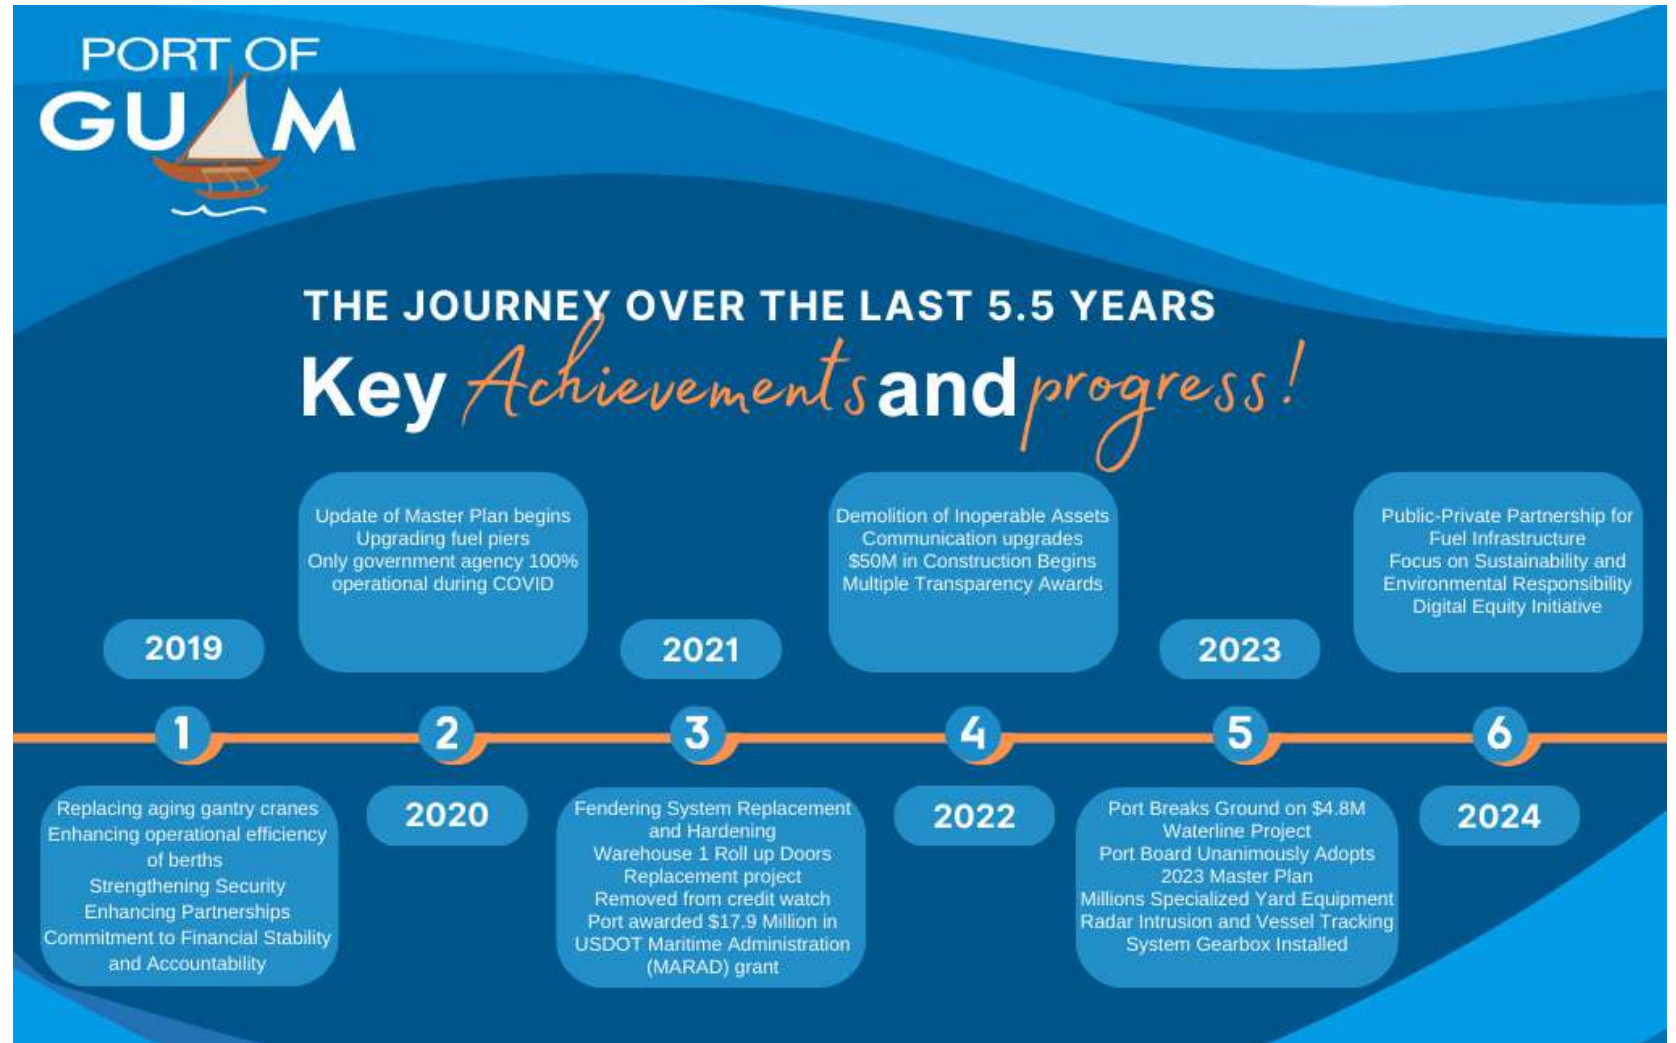 PORT OF
GUAM
THE JOURNEY OVER THE LAST 5.5 YEARS
Key Achievements and progress!
2019
1
Replacing aging gantry cranes
Enhancing operational efficiency
of berths
Strengthening Security
Enhancing Partnerships
Commitment to Financial Stability
and Accountability
Update of Master Plan begins
Upgrading fuel piers
Only government agency 100%
operational during COVID
2
2020
2021
3
Fendering System Replacement
and Hardening
Warehouse 1 Roll up Doors
Replacement project
Removed from credit watch
Port awarded $17.9 Million in
USDOT Maritime Administration
(MARAD) grant
Demolition of Inoperable Assets
Communication upgrades
$50M in Construction Begins
Multiple Transparency Awards
4
2022
2023
5
Port Breaks Ground on $4.8M
Waterline Project
Port Board Unanimously Adopts
2023 Master Plan
Millions Specialized Yard Equipment
Radar Intrusion and Vessel Tracking
System Gearbox Installed
Public-Private Partnership for
Fuel Infrastructure
Focus on Sustainability and
Environmental Responsibility
Digital Equity Initiative
6
2024